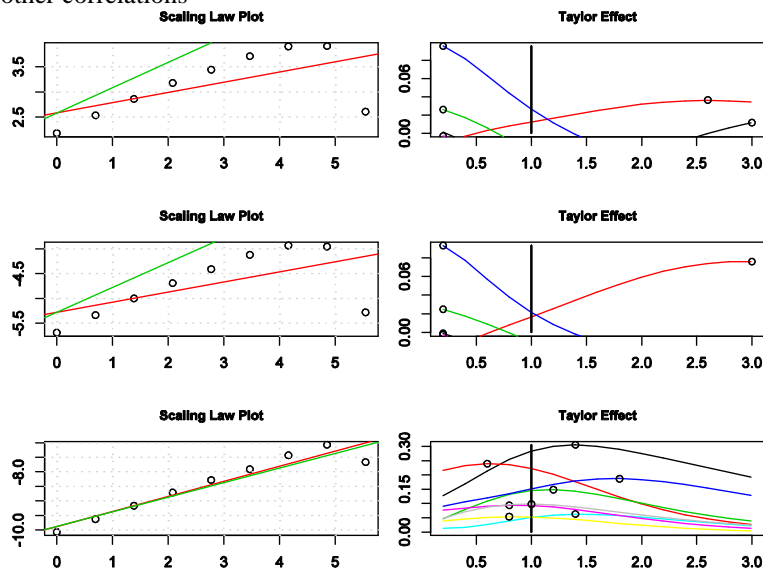 other correlations
Scaling Law Plot
Taylor Effect
3.5
2.5
0 1 2 3 4 5
0.06
0.00
0.5 1.0 1.5 2.0 2.5 3.0
Scaling Law Plot
Taylor Effect
-4.5
-5.5
0 1 2 3 4 5
0.06
0.00
0.5 1.0 1.5 2.0 2.5 3.0
Scaling Law Plot
Taylor Effect
-8.0
-10.0
0 1 2 3 4 5
0.30
0.15
0.00
0.5 1.0 1.5 2.0 2.5 3.0